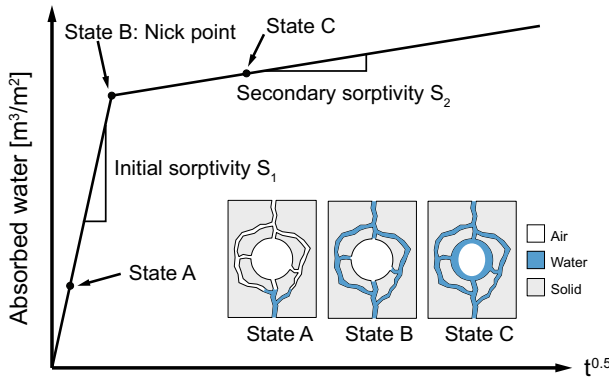 State B: Nick point
State C
Secondary sorptivity S₂
Initial sorptivity S₁
State A
Absorbed water [m³/m²]
Air
Water
Solid
State A
State B
State C
t⁰·⁵